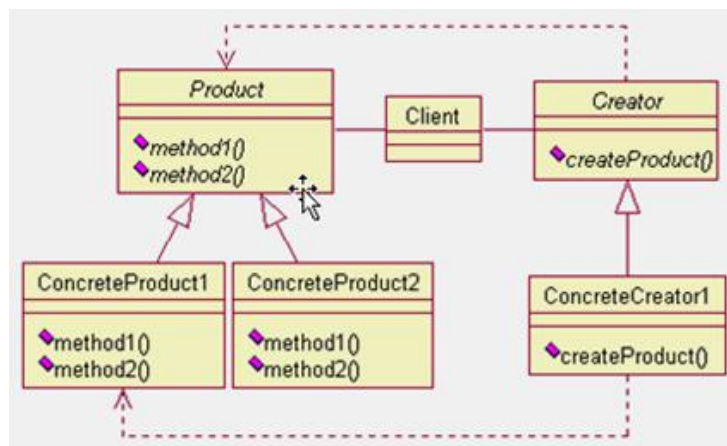 Product
method1()
method2()
Client
Creator
createProduct()
ConcreteProduct1
method1()
method2()
ConcreteProduct2
method1()
method2()
ConcreteCreator1
createProduct()